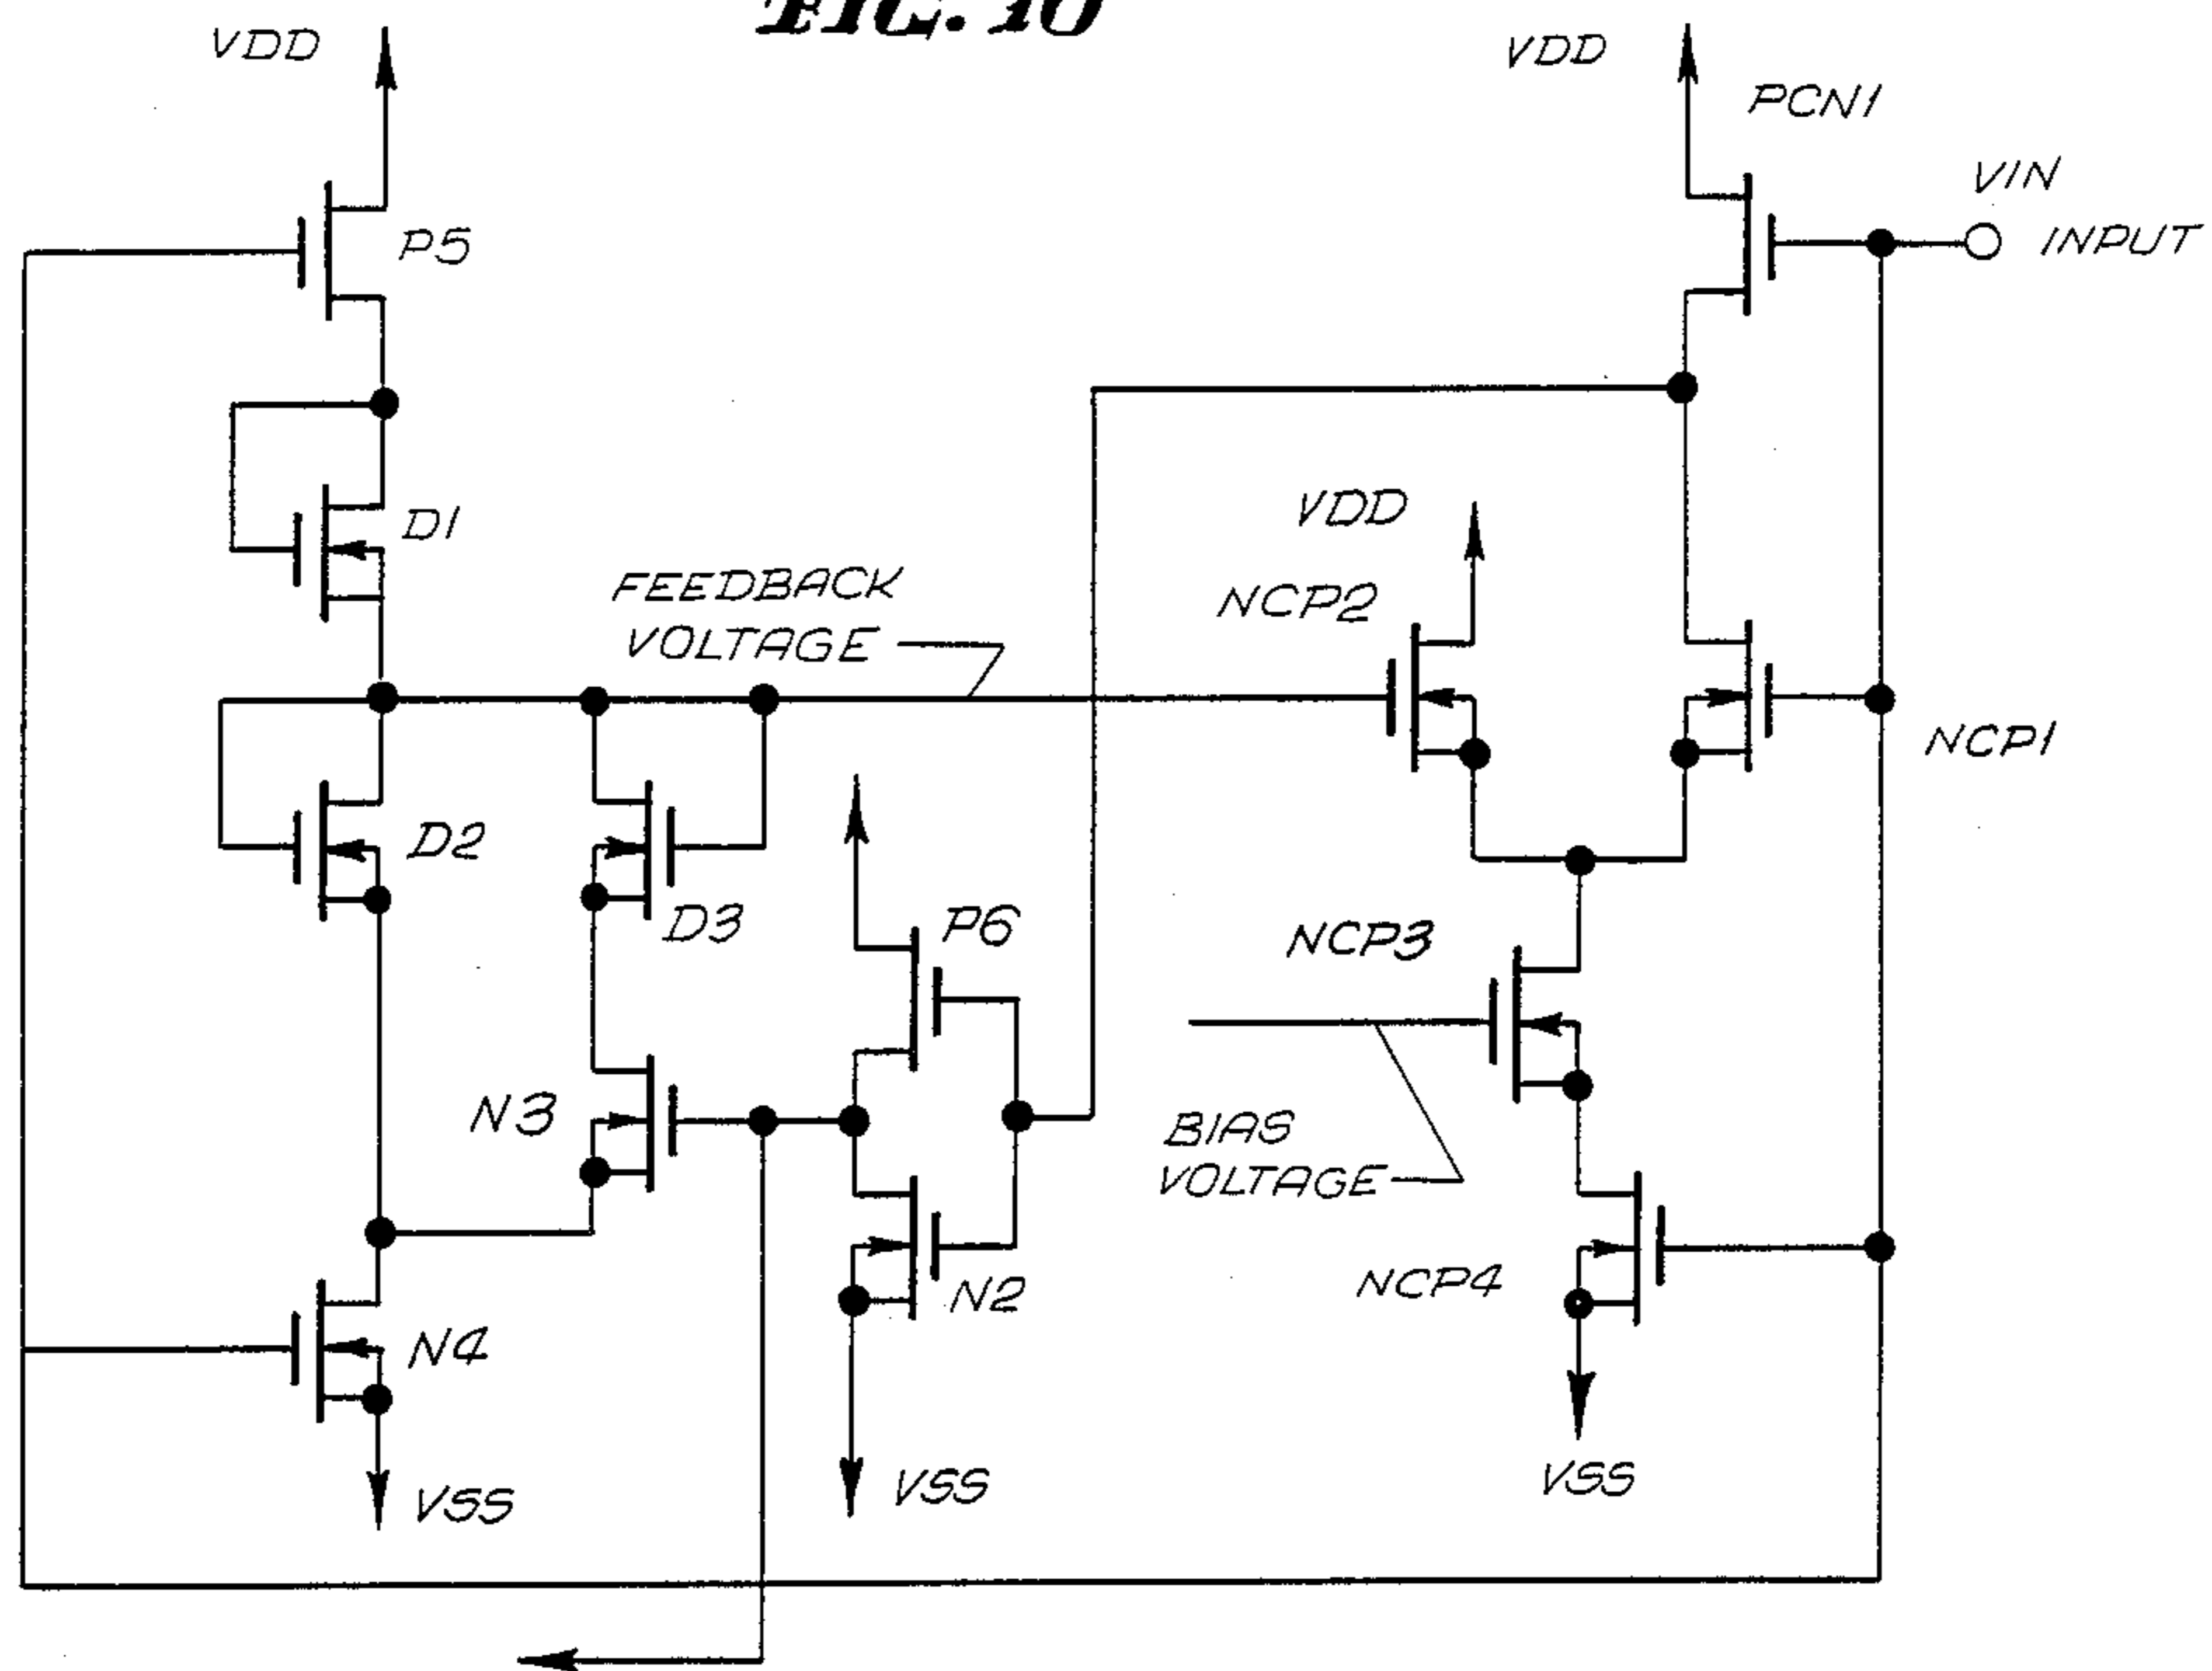 FIG. 10
VDD
VDD
PCN1
VIN
INPUT
P5
D1
VDD
FEEDBACK
VOLTAGE
NCP2
NCP1
D2
D3
P6
NCP3
N3
BIAS
VOLTAGE
N2
NCP4
N4
VSS
VSS
VSS